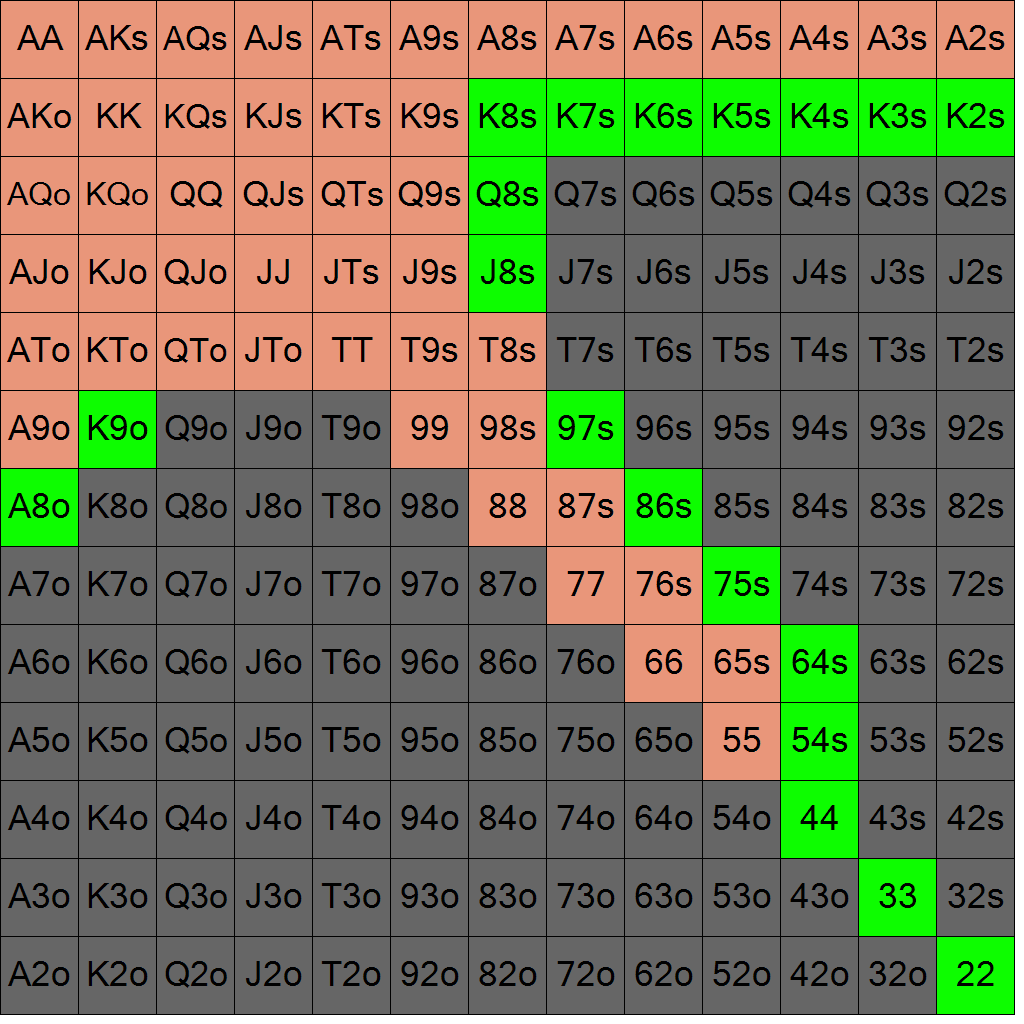 AA AKs AQs AJs ATs A9s A8s A7s A6s A5s A4s A3s A2s
AKo KK KQs KJs KTs K9s K8s K7s K6s K5s K4s K3s K2s
AQo KQo QQ QJs QTs Q9s Q8s Q7s Q6s Q5s Q4s Q3s Q2s
AJo KJo QJo JJ JTs J9s J8s J7s J6s J5s J4s J3s J2s
ATo KTo QTo JTo TT T9s T8s T7s T6s T5s T4s T3s T2s
A9o K9o Q9o J9o T9o 99 98s 97s 96s 95s 94s 93s 92s
A8o K8o Q8o J8o T8o 98o 88 87s 86s 85s 84s 83s 82s
A7o K7o Q7o J7o T7o 97o 87o 77 76s 75s 74s 73s 72s
A6o K6o Q6o J6o T6o 96o 86o 76o 66 65s 64s 63s 62s
A5o K5o Q5o J5o T5o 95o 85o 75o 65o 55 54s 53s 52s
A4o K4o Q4o J4o T4o 94o 84o 74o 64o 54o 44 43s 42s
A3o K3o Q3o J3o T3o 93o 83o 73o 63o 53o 43o 33 32s
A2o K2o Q2o J2o T2o 92o 82o 72o 62o 52o 42o 32o 22